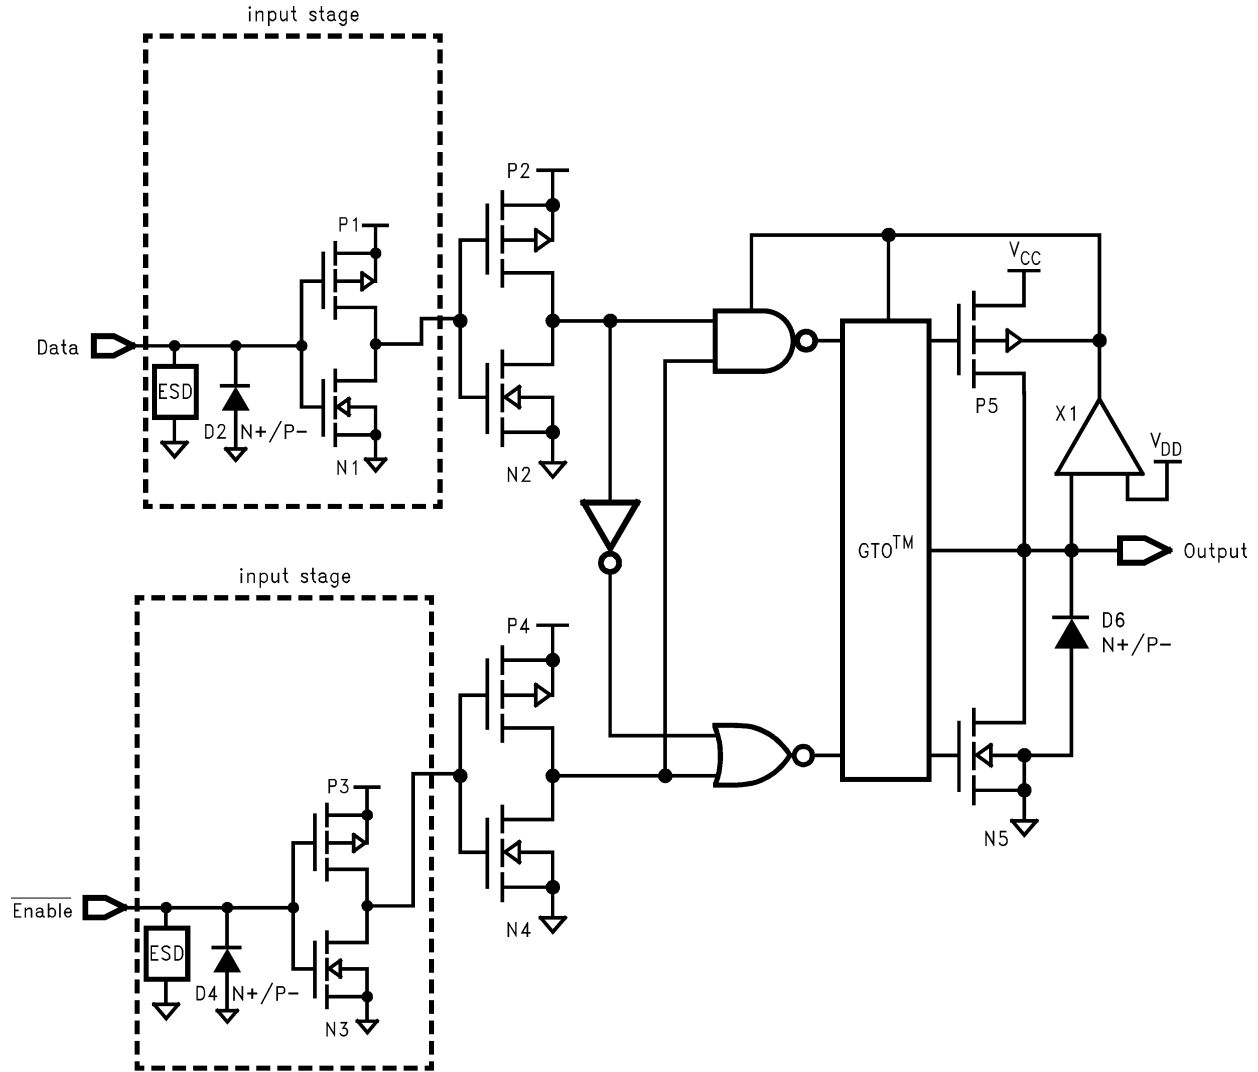 input stage
P1
Data
ESD
D2 N+/P-
N1
P2
N2
VCC
P5
X1
VDD
GTO™
Output
D6
N+/P-
N5
input stage
P3
Enable
ESD
D4 N+/P-
N3
P4
N4